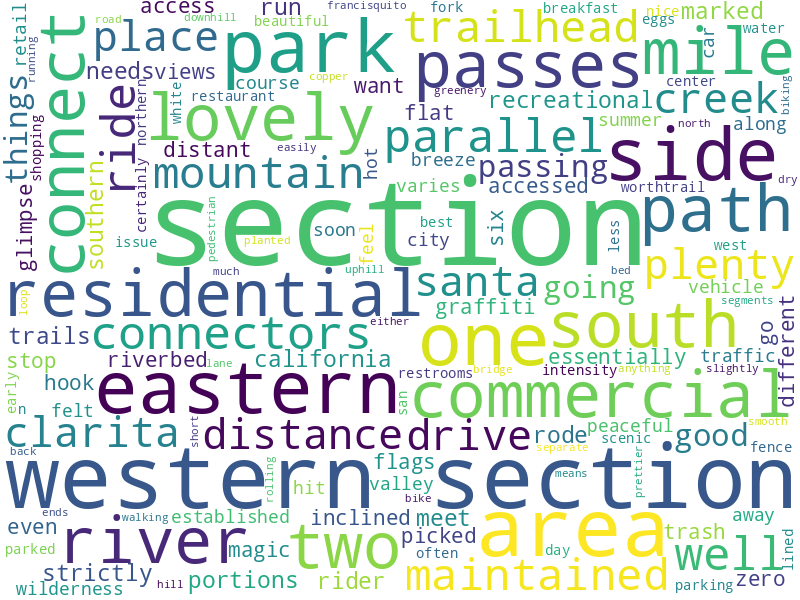 road downhill francisquito fork breakfast nice
access run beautiful eggs marked
retail running connect place park trailhead passes mile
needs views course want water
things shopping ride northern white restaurant lovely flat recreational car center creek biking
certainly distant easily copper hot parallel greenery summer north along
glimpse southern mountain breeze passing side dry
section varies accessed worthtrail
issue pedestrian planted soon feel city best six less path west
loop residential much uphill santa going bed plenty vehicle
graffiti segments
trails connectors either one south different go
stop riverbed lane california restrooms bridge essentially traffic
early hook eastern san intensity anything slightly
n felt commercial smooth
clarita short distance drive rode peaceful scenic good fence
back western section separate prettier
flags means
ends rolling hit valley bike
even walking established inclined meet picked area away
river magic two often day trash well lined
parked strictly maintained zero
wilderness hill portions rider parking